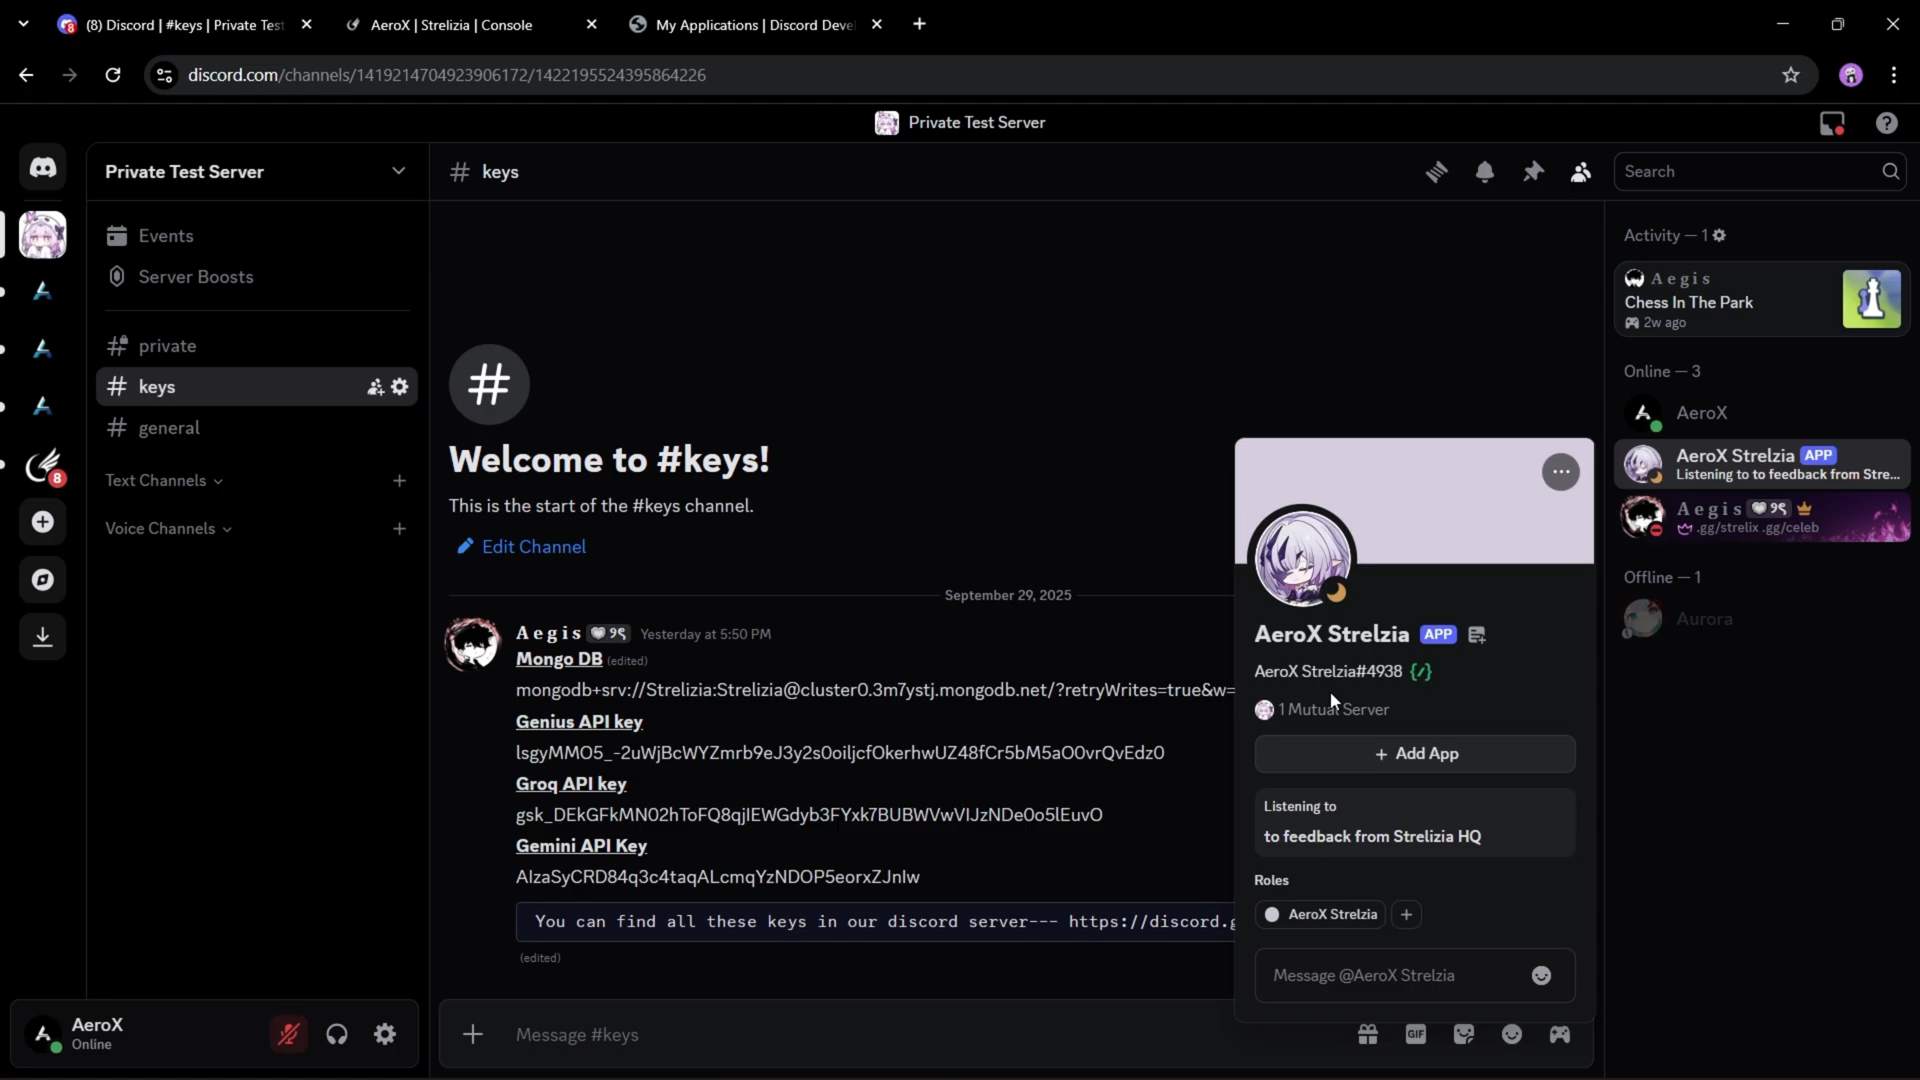 (8) Discord | #keys | Private Test
AeroX | Strelizia | Console
My Applications | Discord Deve
discord.com/channels/1419214704923906172/1422195524395864226
Private Test Server
Private Test Server
# keys
Search
Events
Server Boosts
private
keys
general
Text Channels
Voice Channels
8
Welcome to #keys!
This is the start of the #keys channel.
Edit Channel
September 29, 2025
Aegis Yesterday at 5:50 PM
Mongo DB (edited)
mongodb+srv://Strelizia:Strelizia@cluster0.3m7ystj.mongodb.net/?retryWrites=true&w=
Genius API key
Groq API key
Gemini API Key
You can find all these keys in our discord server--- https://discord.g
(edited)
Message #keys
GIF
AeroX Strelzia APP
AeroX Strelzia#4938 {/}
1 Mutual Server
+ Add App
Listening to
to feedback from Strelizia HQ
Roles
AeroX Strelzia
Message @AeroX Strelzia
Activity — 1
Aegis
Chess In The Park
2w ago
Online — 3
AeroX
AeroX Strelzia APP
Listening to to feedback from Stre...
Aegis
.gg/strelix .gg/celeb
Offline — 1
Aurora
AeroX
Online